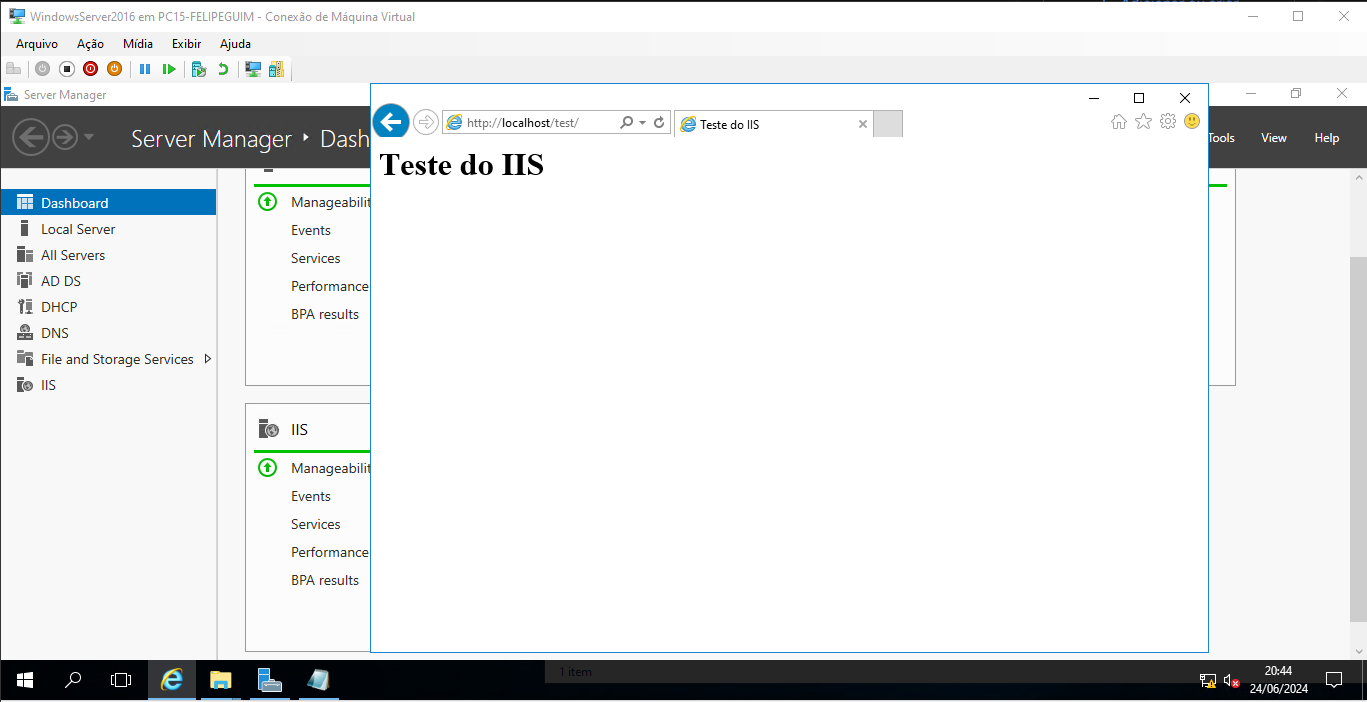 WindowsServer2016 em PC15-FELIPEGUIM - Conexão de Máquina Virtual
Arquivo Ação Mídia Exibir Ajuda
Server Manager
Server Manager Dash
Tools View Help
http://localhost/test/
Teste do IIS
Teste do IIS
Dashboard
Local Server
All Servers
AD DS
DHCP
DNS
File and Storage Services
IIS
Manageabilit
Events
Services
Performance
BPA results
IIS
Manageabilit
Events
Services
Performance
BPA results
1 item
20:44
24/06/2024